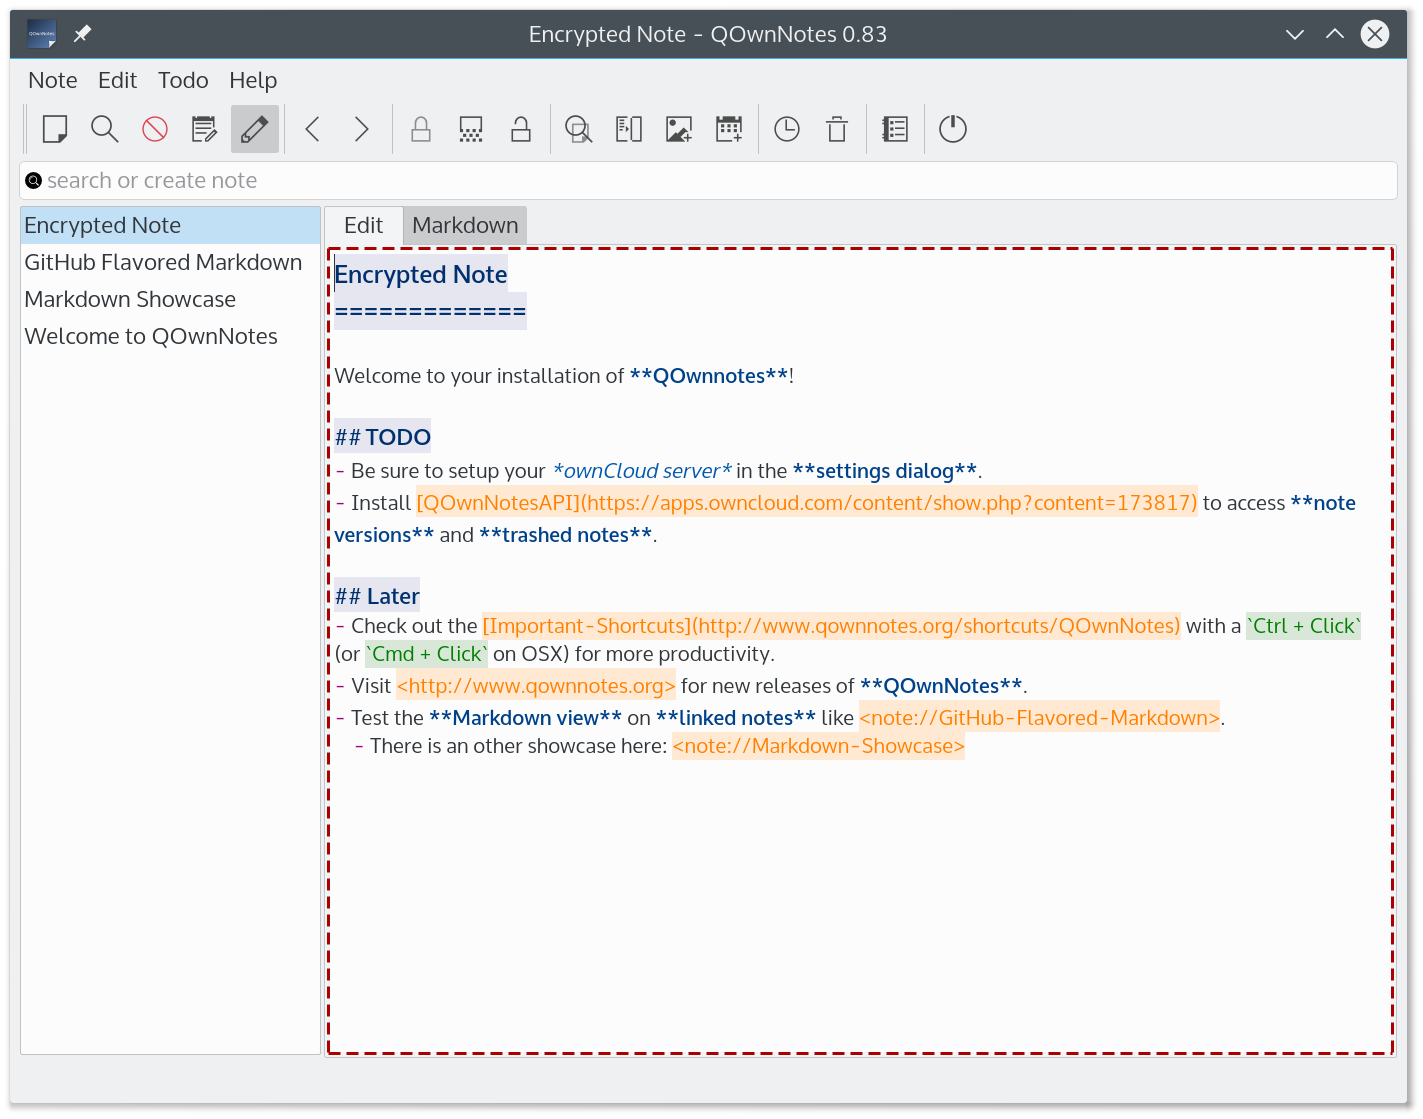 Encrypted Note - QOwnNotes 0.83
Note Edit Todo Help
search or create note
Encrypted Note
GitHub Flavored Markdown
Markdown Showcase
Welcome to QOwnNotes
Edit Markdown
Encrypted Note
=============
Welcome to your installation of **QOwnnotes**!
## TODO
- Be sure to setup your *ownCloud server* in the **settings dialog**.
- Install [QOwnNotesAPI](https://apps.owncloud.com/content/show.php?content=173817) to access **note
versions** and **trashed notes**.
## Later
- Check out the [Important-Shortcuts](http://www.qownnotes.org/shortcuts/QOwnNotes) with a `Ctrl + Click`
(or `Cmd + Click` on OSX) for more productivity.
- Visit <http://www.qownnotes.org> for new releases of **QOwnNotes**.
- Test the **Markdown view** on **linked notes** like <note://GitHub-Flavored-Markdown>.
- There is an other showcase here: <note://Markdown-Showcase>